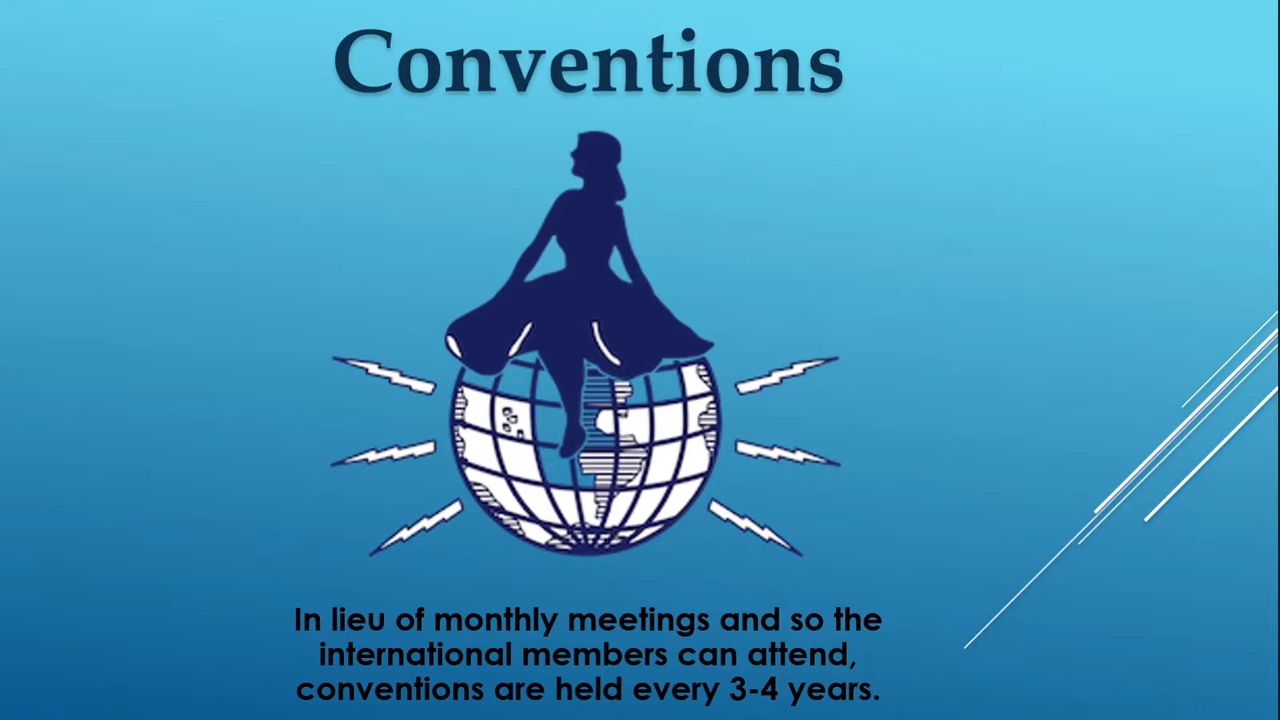 Conventions
In lieu of monthly meetings and so the
international members can attend,
conventions are held every 3-4 years.